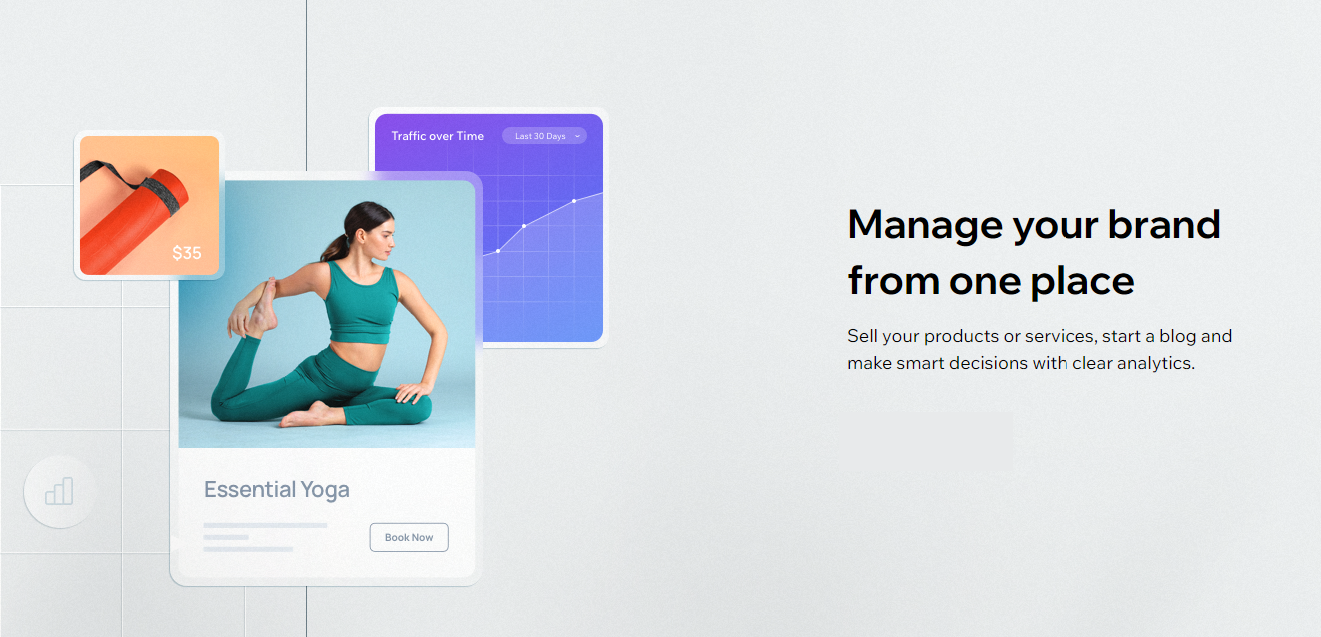 Traffic over Time
Last 30 Days
$35
Essential Yoga
Book Now
Manage your brand
from one place
Sell your products or services, start a blog and
make smart decisions with clear analytics.